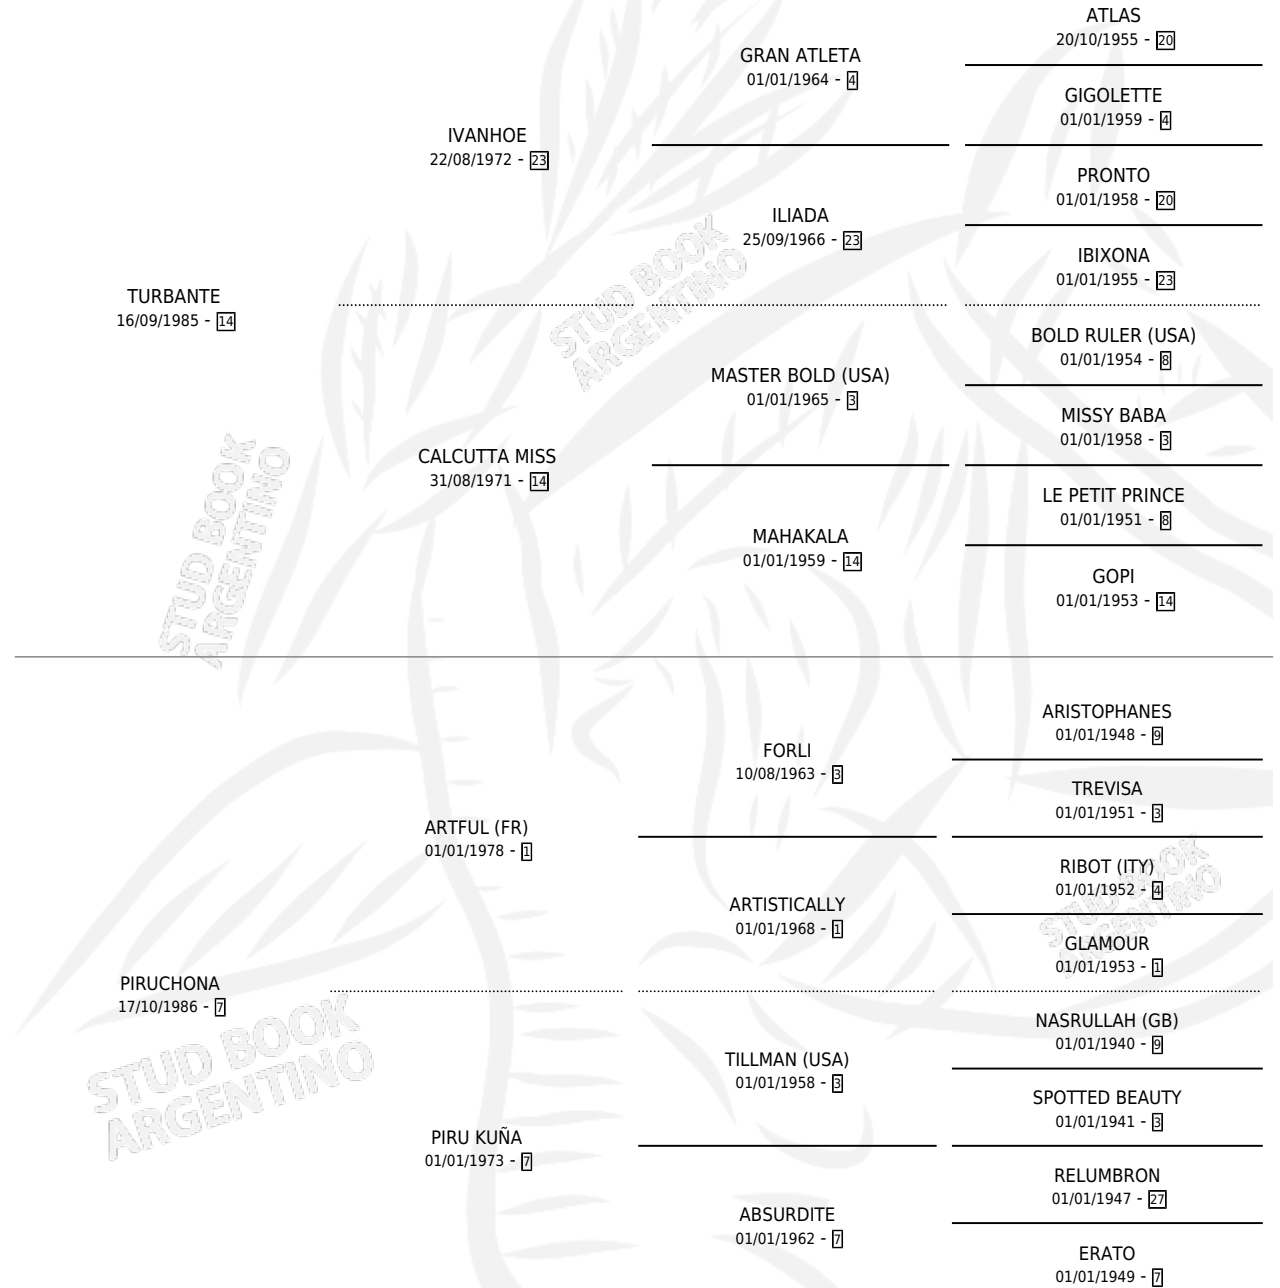 ATLAS
20/10/1955 - 20
GRAN ATLETA
01/01/1964 - 4
GIGOLETTE
01/01/1959 - 4
IVANHOE
22/08/1972 - 23
PRONTO
01/01/1958 - 20
ILIADA
25/09/1966 - 23
IBIXONA
01/01/1955 - 23
TURBANTE
16/09/1985 - 14
STUD BOOK
ARGENTINO
BOLD RULER (USA)
01/01/1954 - 8
MASTER BOLD (USA)
01/01/1965 - 3
MISSY BABA
01/01/1958 - 3
CALCUTTA MISS
31/08/1971 - 14
LE PETIT PRINCE
01/01/1951 - 8
MAHAKALA
01/01/1959 - 14
GOPI
01/01/1953 - 14
STUD BOOK
ARGENTINO
ARISTOPHANES
01/01/1948 - 9
FORLI
10/08/1963 - 3
TREVISA
01/01/1951 - 3
ARTFUL (FR)
01/01/1978 - 1
RIBOT (ITY)
01/01/1952 - 4
ARTISTICALLY
01/01/1968 - 1
GLAMOUR
01/01/1953 - 1
STUD BOOK
ARGENTINO
PIRUCHONA
17/10/1986 - 7
NASRULLAH (GB)
01/01/1940 - 9
TILLMAN (USA)
01/01/1958 - 3
SPOTTED BEAUTY
01/01/1941 - 3
STUD BOOK
ARGENTINO
PIRU KUÑA
01/01/1973 - 7
RELUMBRON
01/01/1947 - 27
ABSURDITE
01/01/1962 - 7
ERATO
01/01/1949 - 7